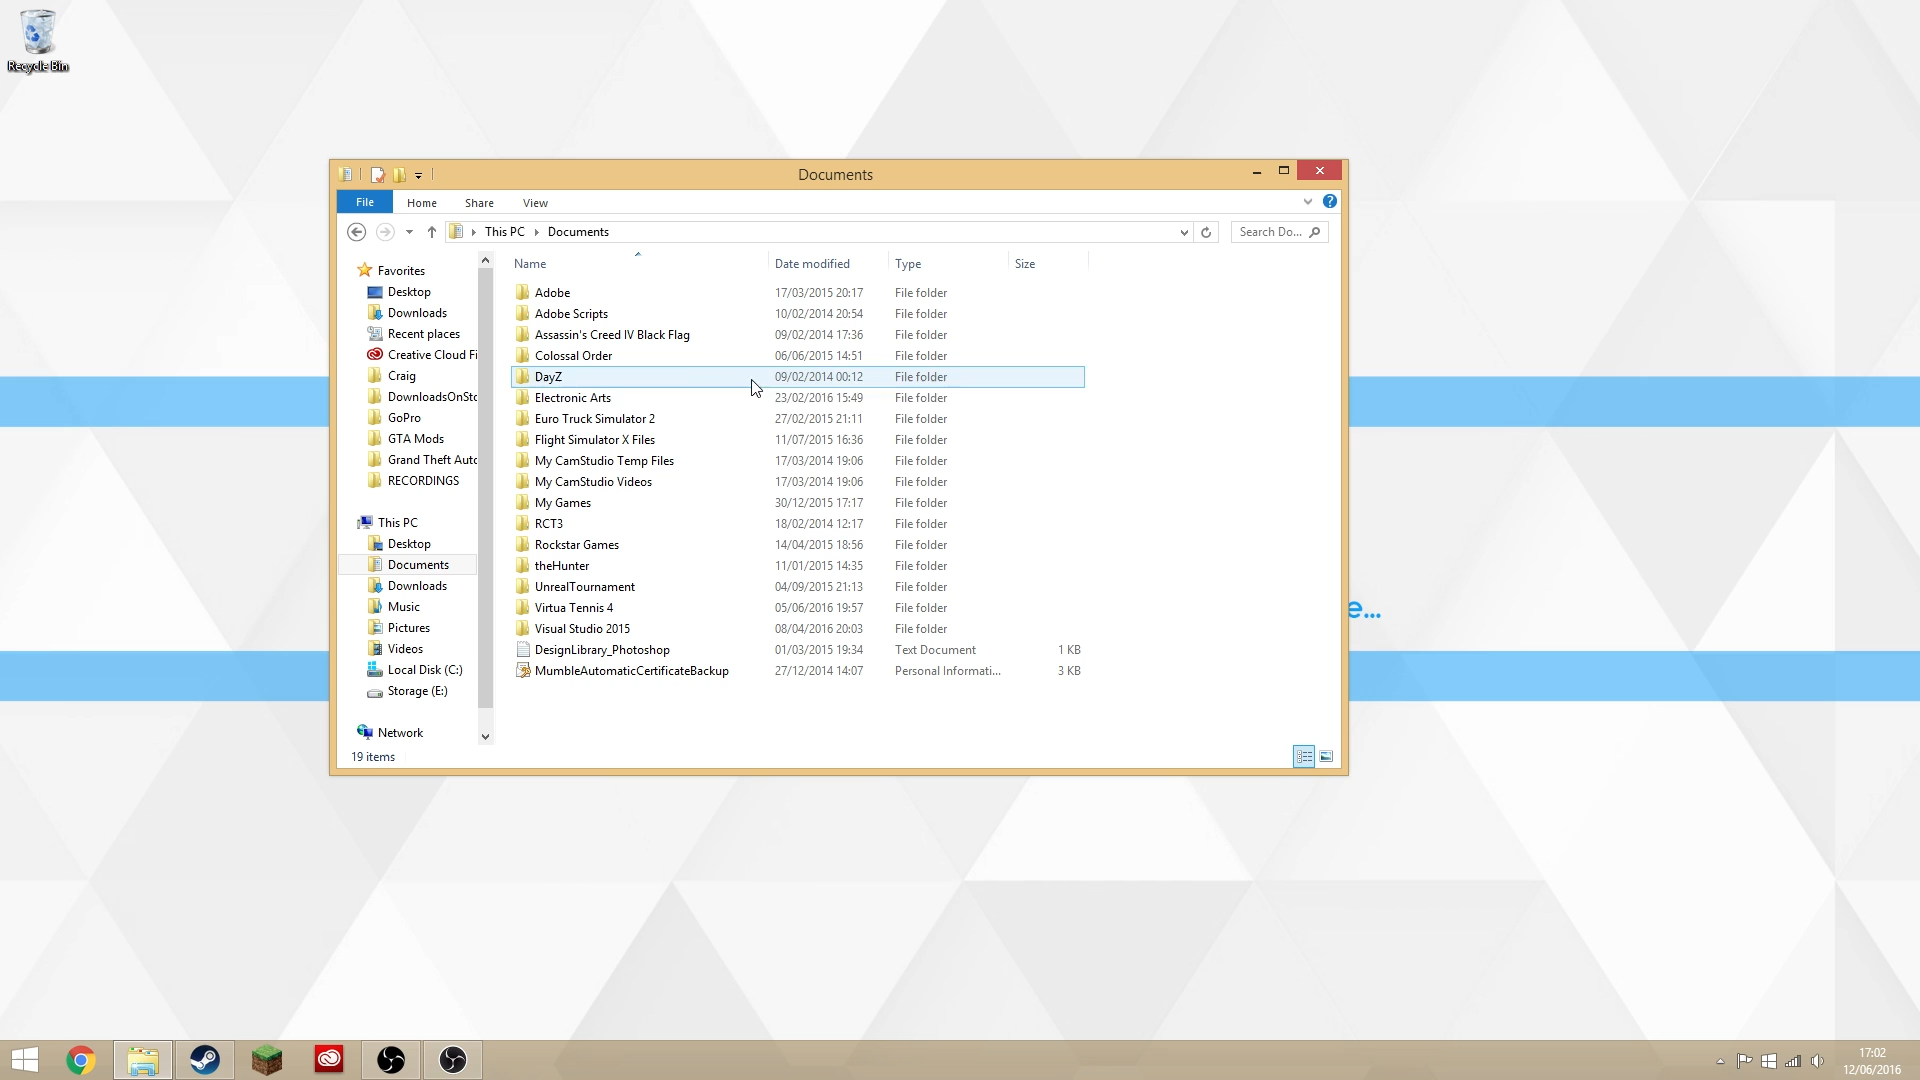 Recycle Bin
Documents
File Home Share View
This PC Documents
Search Do...
Name Date modified Type Size
Favorites
Desktop
Downloads
Recent places
Creative Cloud Fi
Craig
DownloadsOnSto
GoPro
GTA Mods
Grand Theft Auto
RECORDINGS
This PC
Desktop
Documents
Downloads
Music
Pictures
Videos
Local Disk (C:)
Storage (E:)
Network
Adobe 17/03/2015 20:17 File folder
Adobe Scripts 10/02/2014 20:54 File folder
Assassin's Creed IV Black Flag 09/02/2014 17:36 File folder
Colossal Order 06/06/2015 14:51 File folder
DayZ 09/02/2014 00:12 File folder
Electronic Arts 23/02/2016 15:49 File folder
Euro Truck Simulator 2 27/02/2015 21:11 File folder
Flight Simulator X Files 11/07/2015 16:36 File folder
My CamStudio Temp Files 17/03/2014 19:06 File folder
My CamStudio Videos 17/03/2014 19:06 File folder
My Games 30/12/2015 17:17 File folder
RCT3 18/02/2014 12:17 File folder
Rockstar Games 14/04/2015 18:56 File folder
theHunter 11/01/2015 14:35 File folder
UnrealTournament 04/09/2015 21:13 File folder
Virtua Tennis 4 05/06/2016 19:57 File folder
Visual Studio 2015 08/04/2016 20:03 File folder
DesignLibrary_Photoshop 01/03/2015 19:34 Text Document 1 KB
MumbleAutomaticCertificateBackup 27/12/2014 14:07 Personal Informati... 3 KB
19 items
e...
17:02
12/06/2016